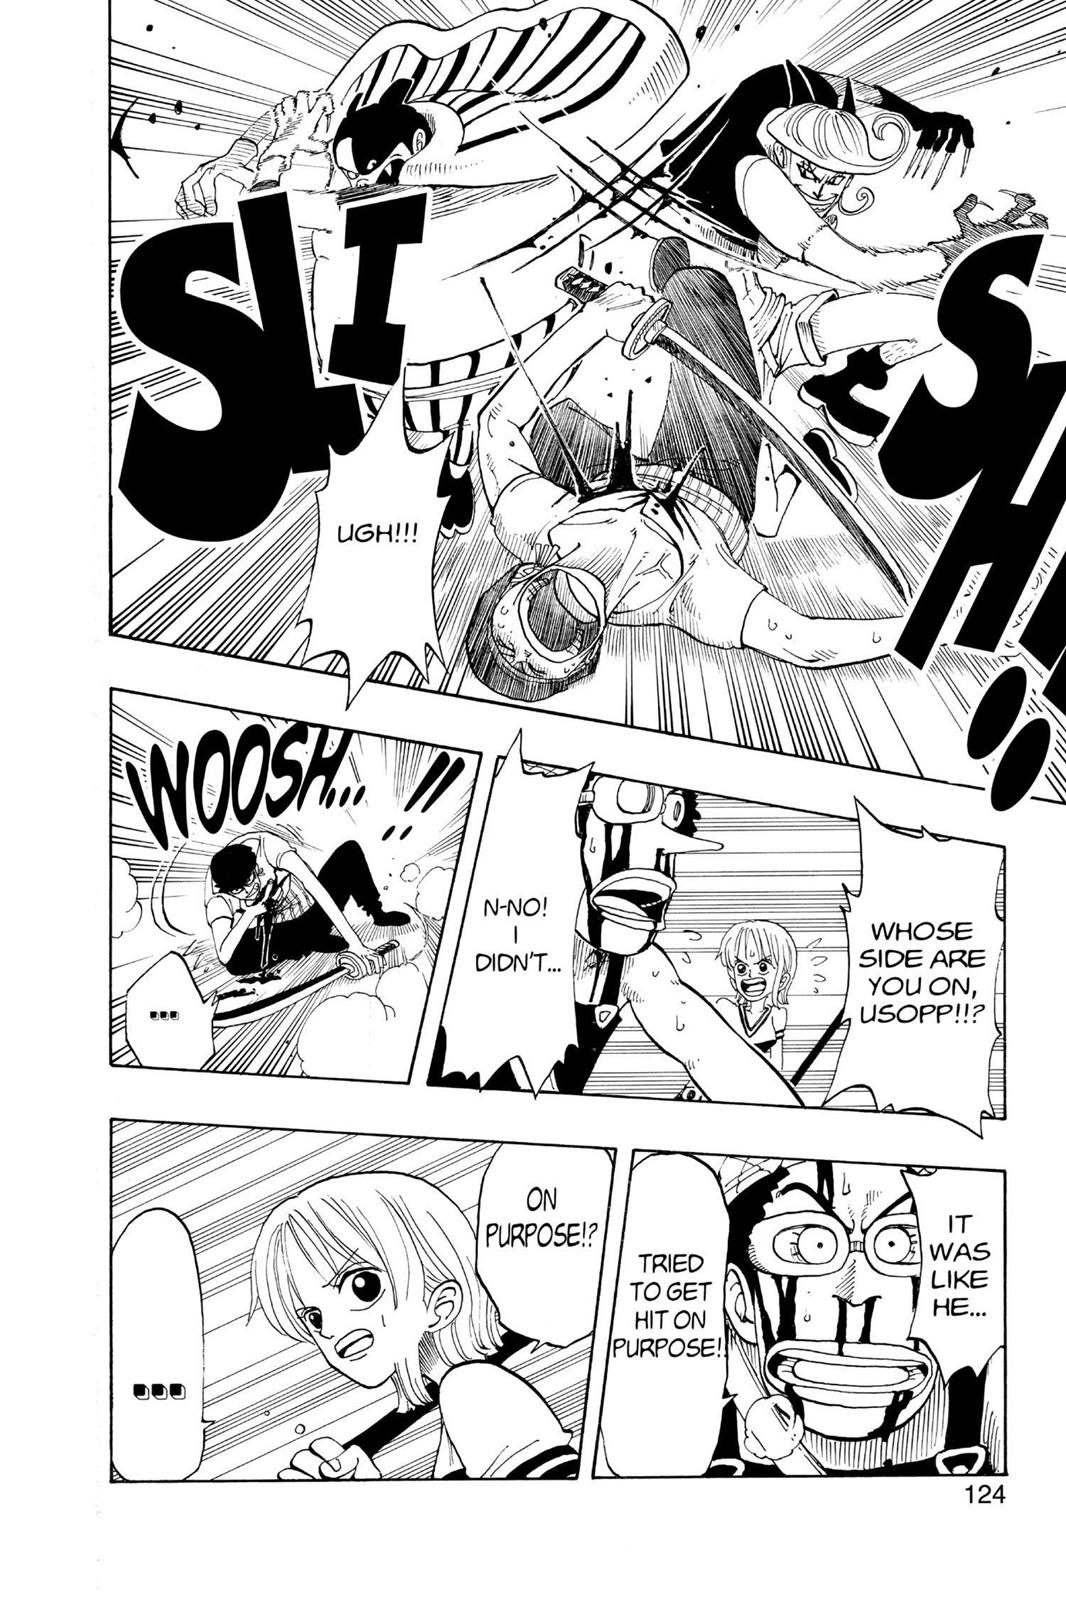 SLI
SH!!
UGH!!!
WHOSE
SIDE ARE
YOU ON,
USOPP!!?
N-NO!
I
DIDN'T...
WOOSH...!!
...
IT
WAS
LIKE
HE...
TRIED
TO GET
HIT ON
PURPOSE!!
ON
PURPOSE!?
...
124